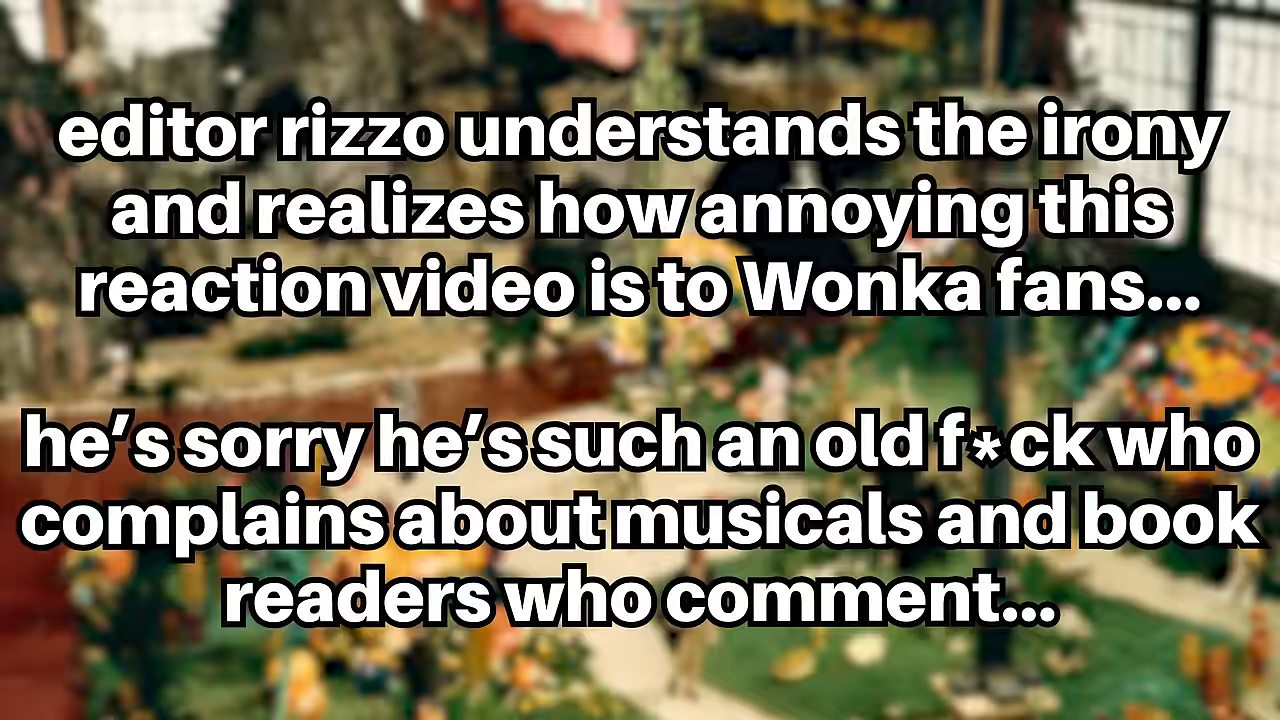 editor rizzo understands the irony
and realizes how annoying this
reaction video is to Wonka fans...
he's sorry he's such an old f*ck who
complains about musicals and book
readers who comment...